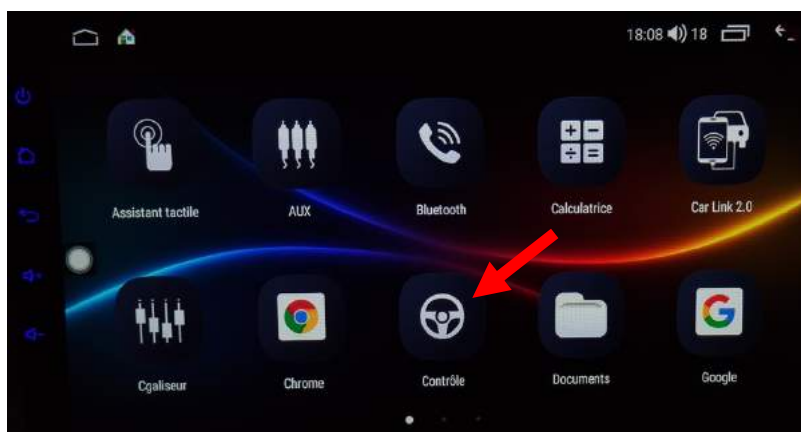 18:08 18
Assistant tactile AUX Bluetooth Calculatrice Car Link 2.0
Cgaliseur Chrome Contrôle Documents Google